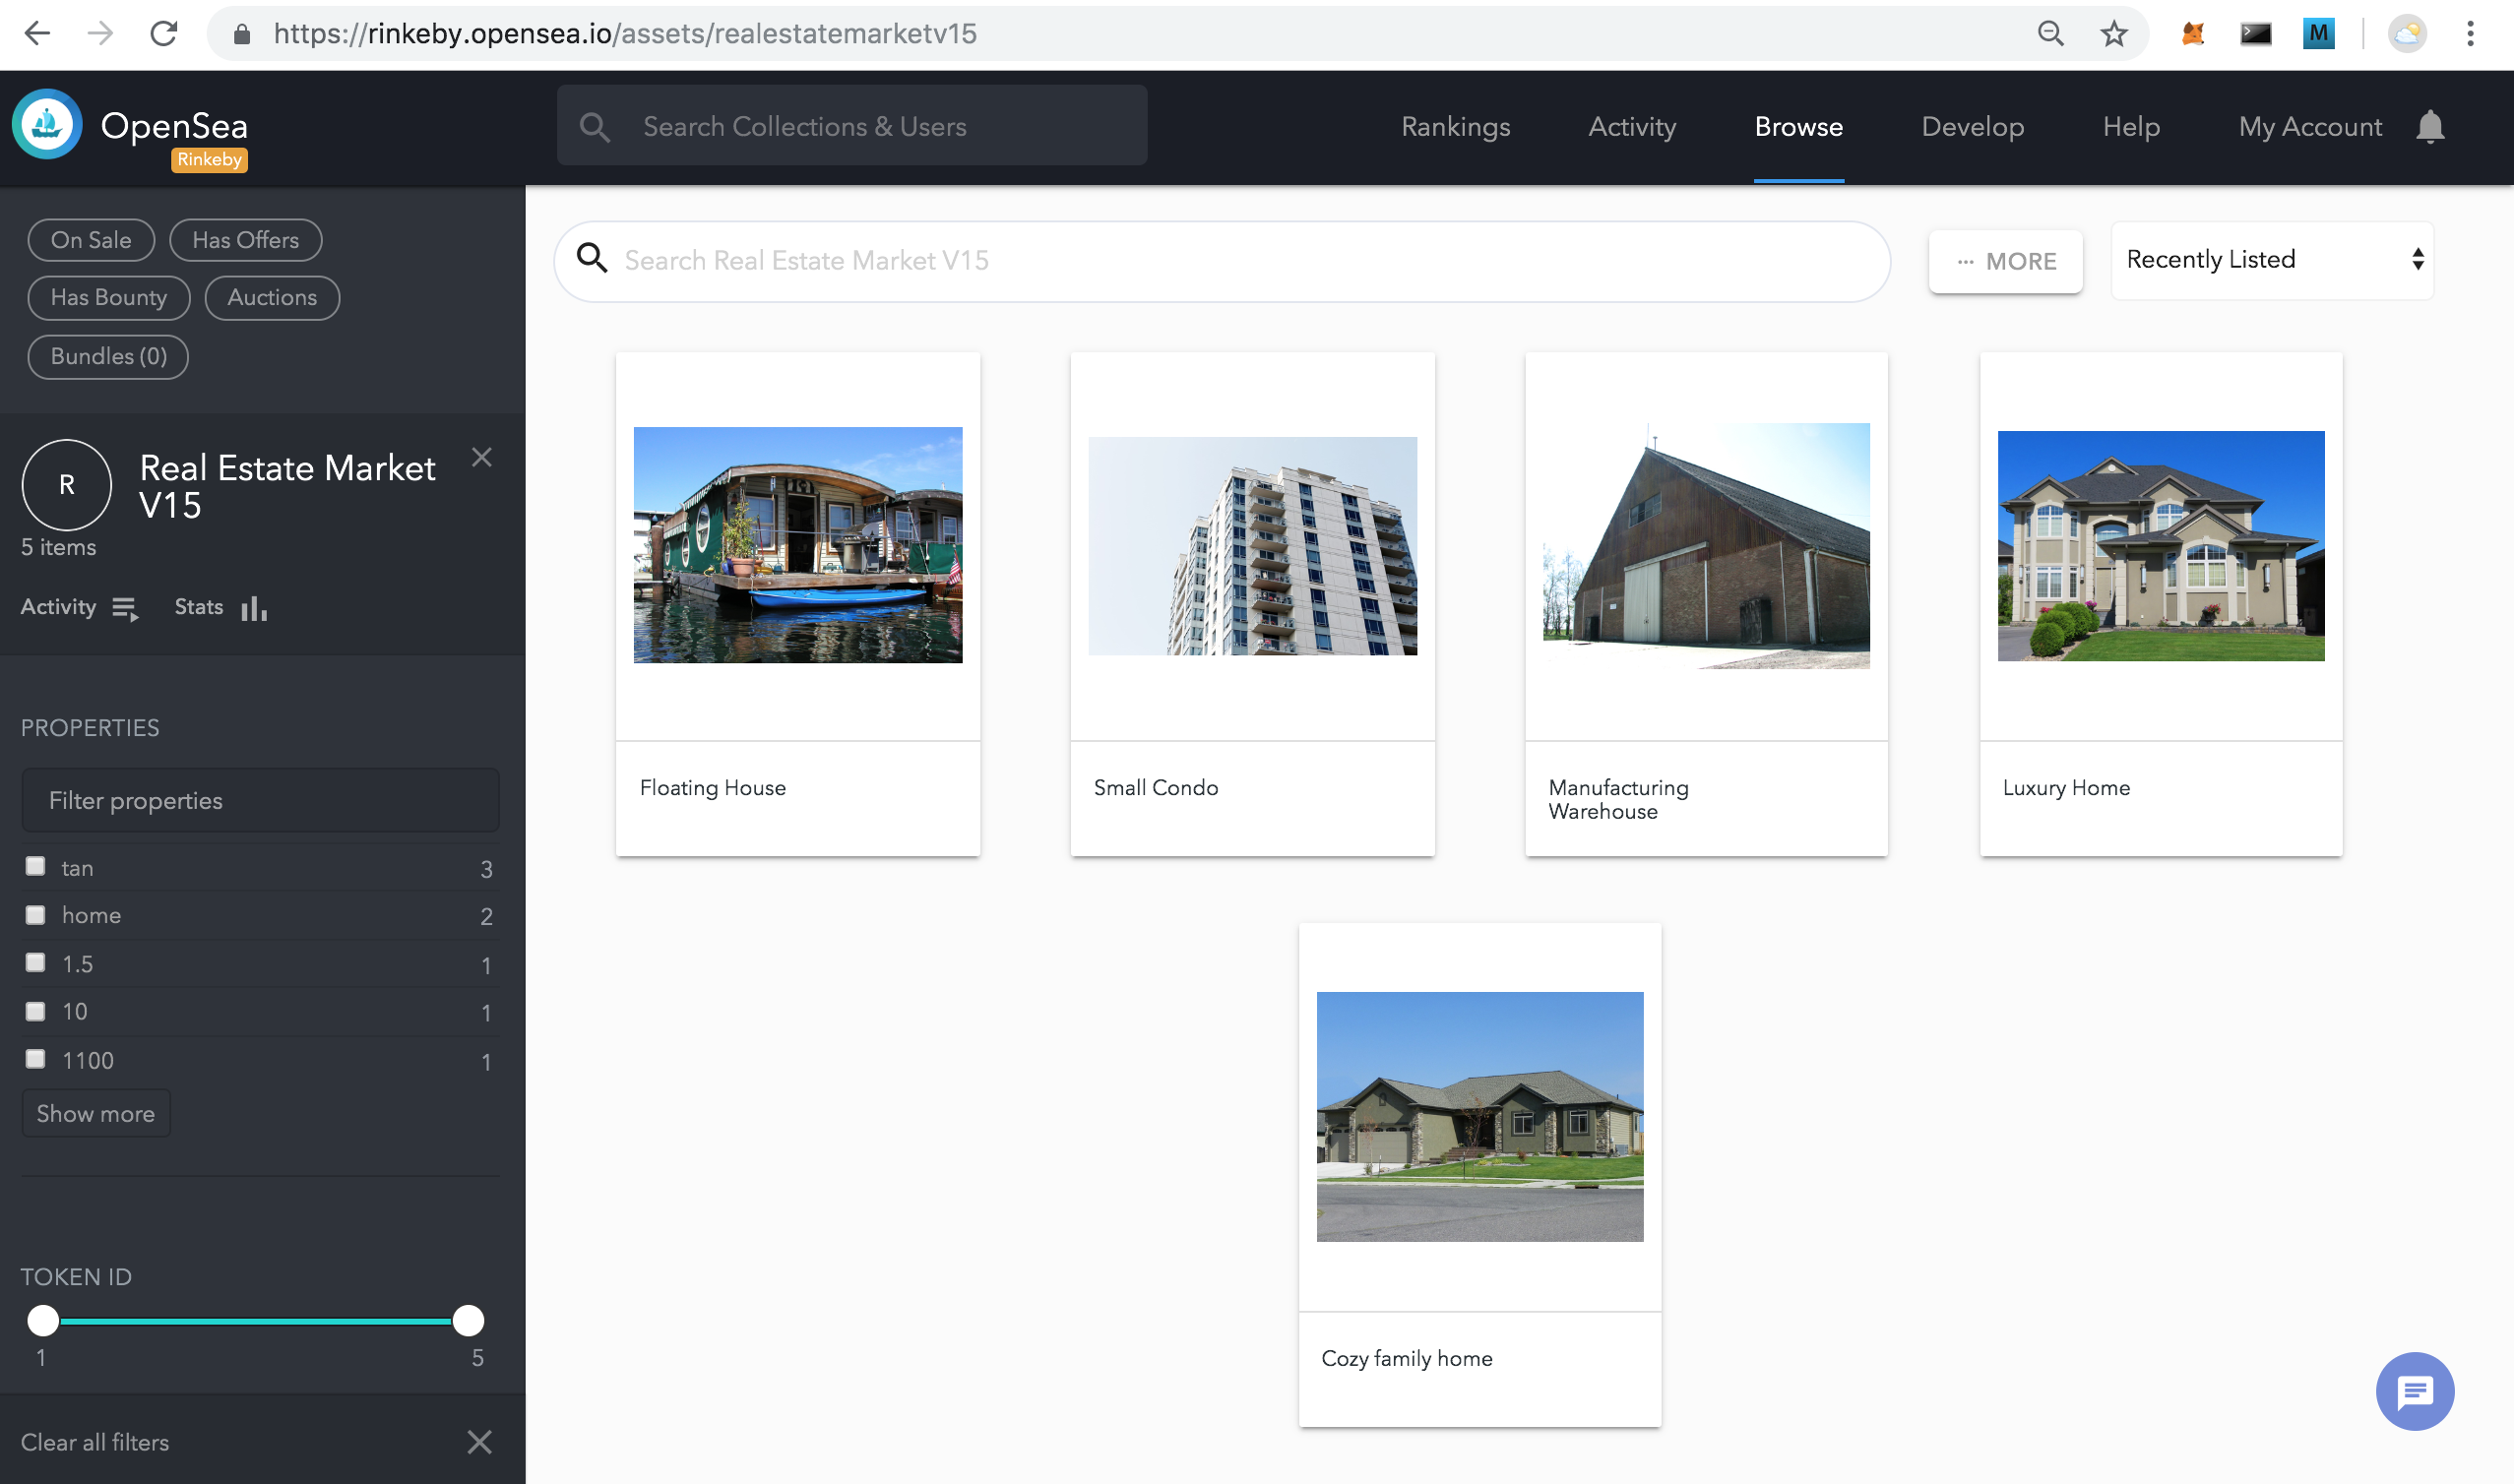 https://rinkeby.opensea.io/assets/realestatemarketv15
M
OpenSea
Rinkeby
Search Collections & Users
Rankings
Activity
Browse
Develop
Help
My Account
On Sale
Has Offers
Has Bounty
Auctions
Bundles (0)
R
Real Estate Market
V15
5 items
Activity
Stats
PROPERTIES
Filter properties
tan 3
home 2
1.5 1
10 1
1100 1
Show more
TOKEN ID
1 5
Clear all filters
Search Real Estate Market V15
··· MORE
Recently Listed
Floating House
Small Condo
Manufacturing
Warehouse
Luxury Home
Cozy family home